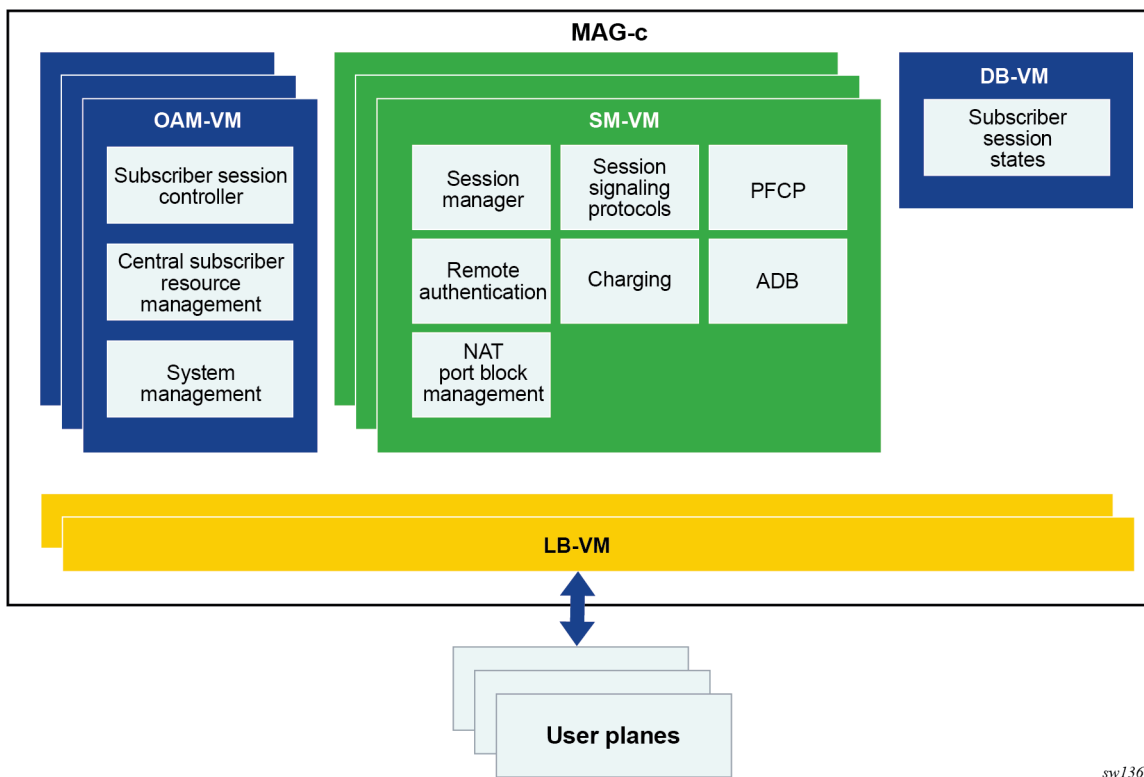 MAG-c
OAM-VM
Subscriber session
controller
Central subscriber
resource
management
System
management
SM-VM
Session
manager
Session
signaling
protocols
PFCP
Remote
authentication
Charging
ADB
NAT
port block
management
DB-VM
Subscriber
session
states
LB-VM
User planes
sw136